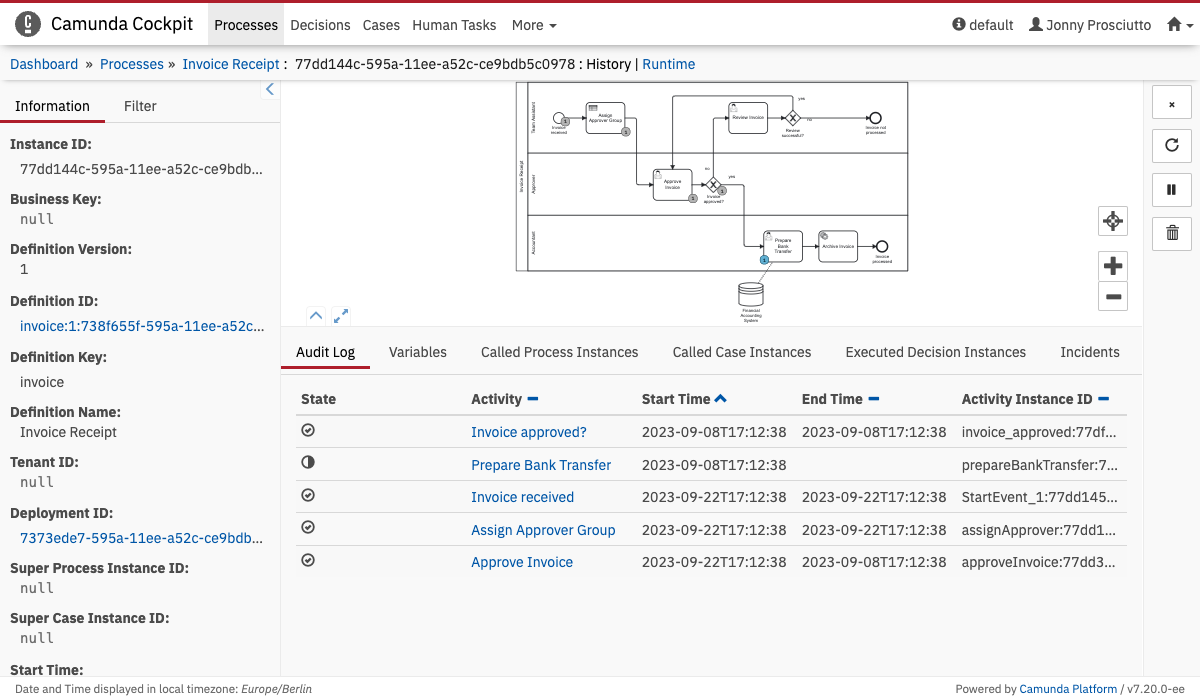 Camunda Cockpit Processes Decisions Cases Human Tasks More default Jonny Prosciutto
Dashboard » Processes » Invoice Receipt : 77dd144c-595a-11ee-a52c-ce9bdb5c0978 : History | Runtime
Information Filter
Instance ID:
77dd144c-595a-11ee-a52c-ce9bdb...
Business Key:
null
Definition Version:
1
Definition ID:
invoice:1:738f655f-595a-11ee-a52c...
Definition Key:
invoice
Definition Name:
Invoice Receipt
Tenant ID:
null
Deployment ID:
7373ede7-595a-11ee-a52c-ce9bdb...
Super Process Instance ID:
null
Super Case Instance ID:
null
Start Time:
Invoice Receipt
Team Assistant
Invoice
received
1
Assign
Approver Group
1
Review Invoice
yes
no
Review
successful?
Invoice not
processed
Approver
Approve
Invoice
1
no
yes
1
Invoice
approved?
Accountant
Prepare
Bank
Transfer
1
Archive Invoice
Invoice
processed
Financial
Accounting
System
Audit Log Variables Called Process Instances Called Case Instances Executed Decision Instances Incidents
State Activity Start Time End Time Activity Instance ID
Invoice approved? 2023-09-08T17:12:38 2023-09-08T17:12:38 invoice_approved:77df...
Prepare Bank Transfer 2023-09-08T17:12:38 prepareBankTransfer:7...
Invoice received 2023-09-22T17:12:38 2023-09-22T17:12:38 StartEvent_1:77dd145...
Assign Approver Group 2023-09-22T17:12:38 2023-09-22T17:12:38 assignApprover:77dd1...
Approve Invoice 2023-09-22T17:12:38 2023-09-08T17:12:38 approveInvoice:77dd3...
Date and Time displayed in local timezone: Europe/Berlin Powered by Camunda Platform / v7.20.0-ee